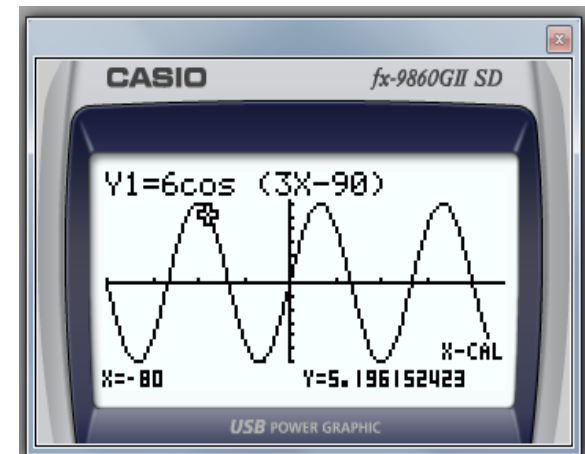 CASIO fx-9860GII SD
Y1=6cos (3X-90)
X-CAL
X=-80 Y=5.196152423
USB POWER GRAPHIC